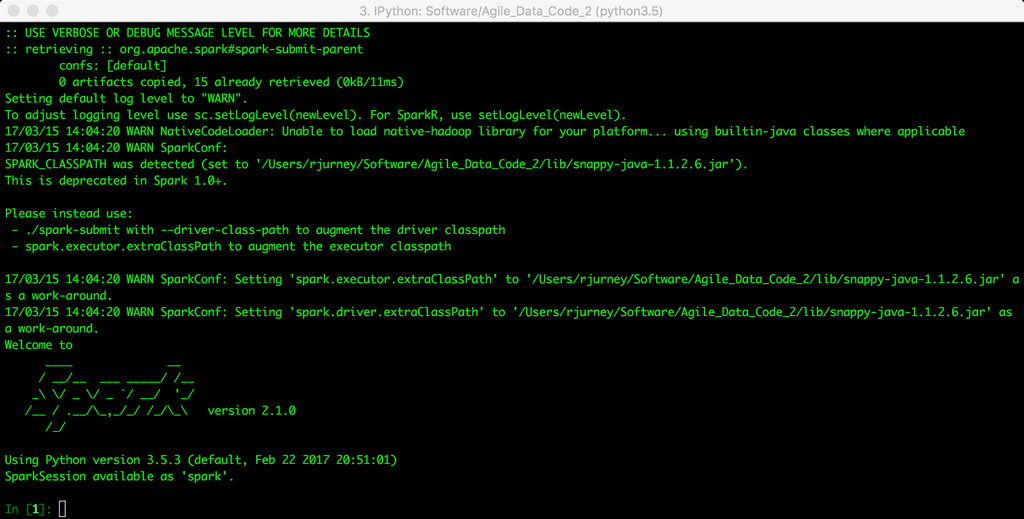 3. IPython: Software/Agile_Data_Code_2 (python3.5)
:: USE VERBOSE OR DEBUG MESSAGE LEVEL FOR MORE DETAILS
:: retrieving :: org.apache.spark#spark-submit-parent
        confs: [default]
        0 artifacts copied, 15 already retrieved (0kB/11ms)
Setting default log level to "WARN".
To adjust logging level use sc.setLogLevel(newLevel). For SparkR, use setLogLevel(newLevel).
17/03/15 14:04:20 WARN NativeCodeLoader: Unable to load native-hadoop library for your platform... using builtin-java classes where applicable
17/03/15 14:04:20 WARN SparkConf:
SPARK_CLASSPATH was detected (set to '/Users/rjurney/Software/Agile_Data_Code_2/lib/snappy-java-1.1.2.6.jar').
This is deprecated in Spark 1.0+.

Please instead use:
 - ./spark-submit with --driver-class-path to augment the driver classpath
 - spark.executor.extraClassPath to augment the executor classpath

17/03/15 14:04:20 WARN SparkConf: Setting 'spark.executor.extraClassPath' to '/Users/rjurney/Software/Agile_Data_Code_2/lib/snappy-java-1.1.2.6.jar' a
s a work-around.
17/03/15 14:04:20 WARN SparkConf: Setting 'spark.driver.extraClassPath' to '/Users/rjurney/Software/Agile_Data_Code_2/lib/snappy-java-1.1.2.6.jar' as
a work-around.
Welcome to
      ____              __
     / __/__  ___ _____/ /__
    _\ \/ _ \/ _ `/ __/  '_/
   /__ / .__/\_,_/_/ /_/\_\   version 2.1.0
      /_/

Using Python version 3.5.3 (default, Feb 22 2017 20:51:01)
SparkSession available as 'spark'.

In [1]: